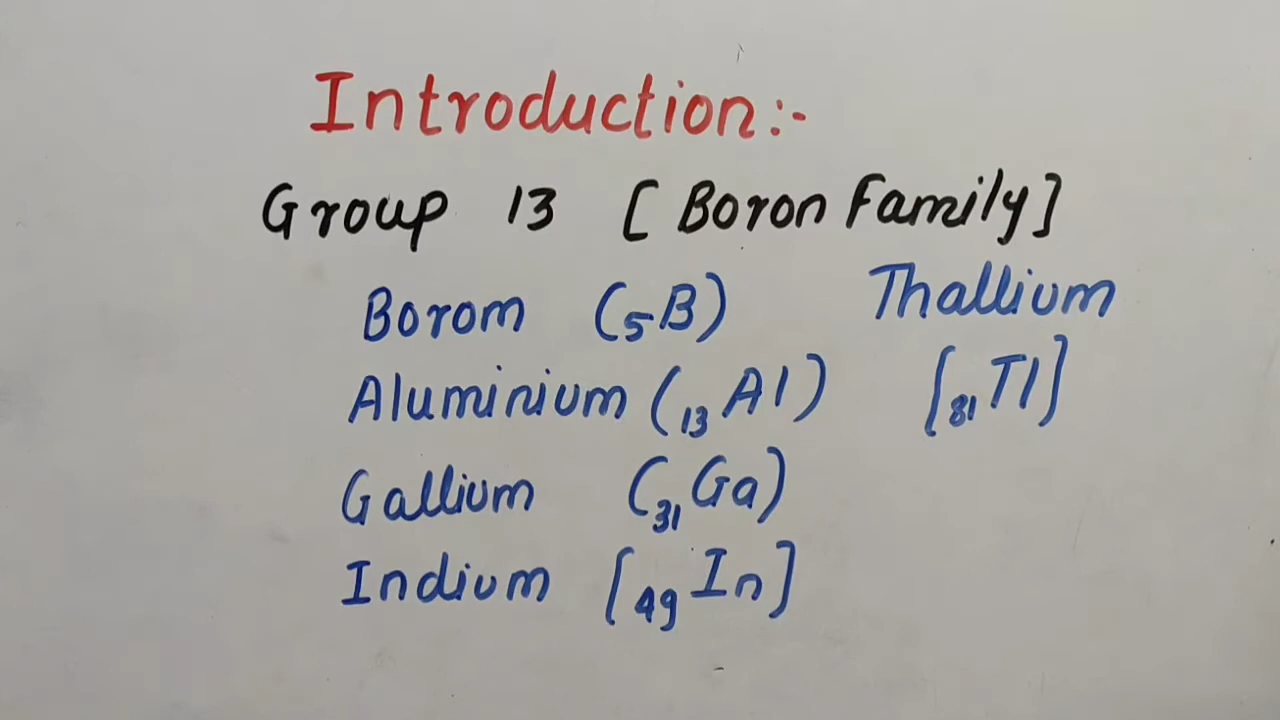 Introduction:-
Group 13 [Boron Family]
Borom (₅B)
Aluminium (₁₃Al)
Gallium (₃₁Ga)
Indium [₄₉In]
Thallium
[₈₁Tl]